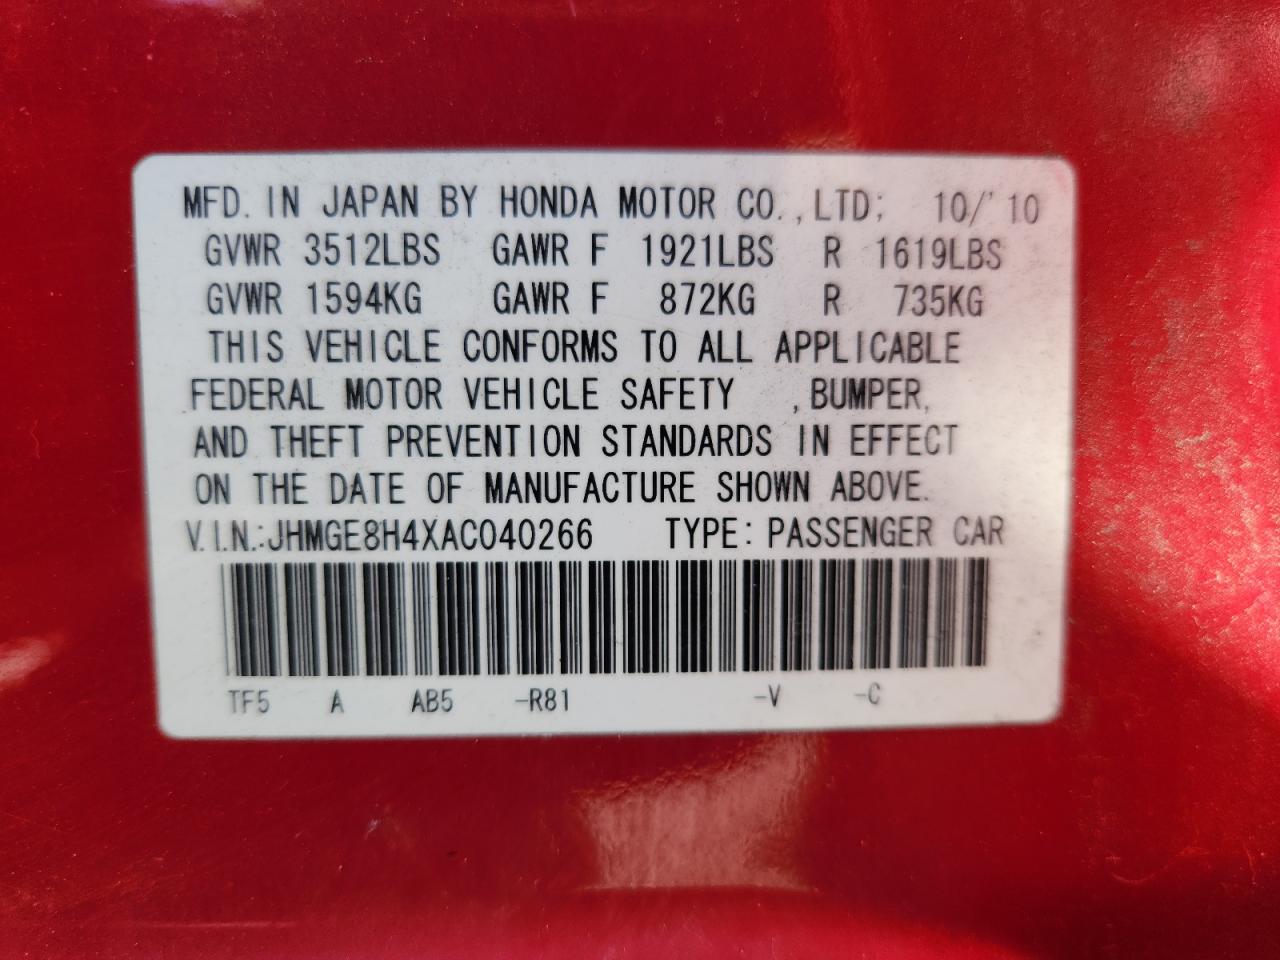 MFD. IN JAPAN BY HONDA MOTOR CO.,LTD; 10/'10
GVWR 3512LBS GAWR F 1921LBS R 1619LBS
GVWR 1594KG GAWR F 872KG R 735KG
THIS VEHICLE CONFORMS TO ALL APPLICABLE
FEDERAL MOTOR VEHICLE SAFETY ,BUMPER,
AND THEFT PREVENTION STANDARDS IN EFFECT
ON THE DATE OF MANUFACTURE SHOWN ABOVE.
V.I.N.:JHMGE8H4XAC040266 TYPE: PASSENGER CAR
TF5 A AB5 -R81 -V -C